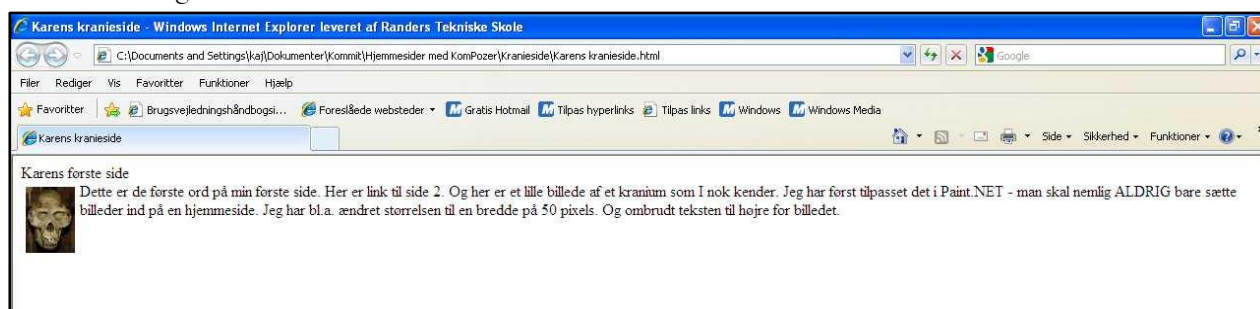 Karens kranieside - Windows Internet Explorer leveret af Randers Tekniske Skole
C:\Documents and Settings\kaj\Dokumenter\Kommit\Hjemmesider med KomPozer\Kranieside\Karens kranieside.html
Google
Filer Rediger Vis Favoritter Funktioner Hjælp
Favoritter Brugsvejledningshåndbogsi... Foreslåede websteder Gratis Hotmail Tilpas hyperlinks Tilpas links Windows Windows Media
Karens kranieside Side Sikkerhed Funktioner
Karens første side
Dette er de første ord på min første side. Her er link til side 2. Og her er et lille billede af et kranium som I nok kender. Jeg har først tilpasset det i Paint.NET - man skal nemlig ALDRIG bare sætte
billeder ind på en hjemmeside. Jeg har bl.a. ændret størrelsen til en bredde på 50 pixels. Og ombrudt teksten til højre for billedet.